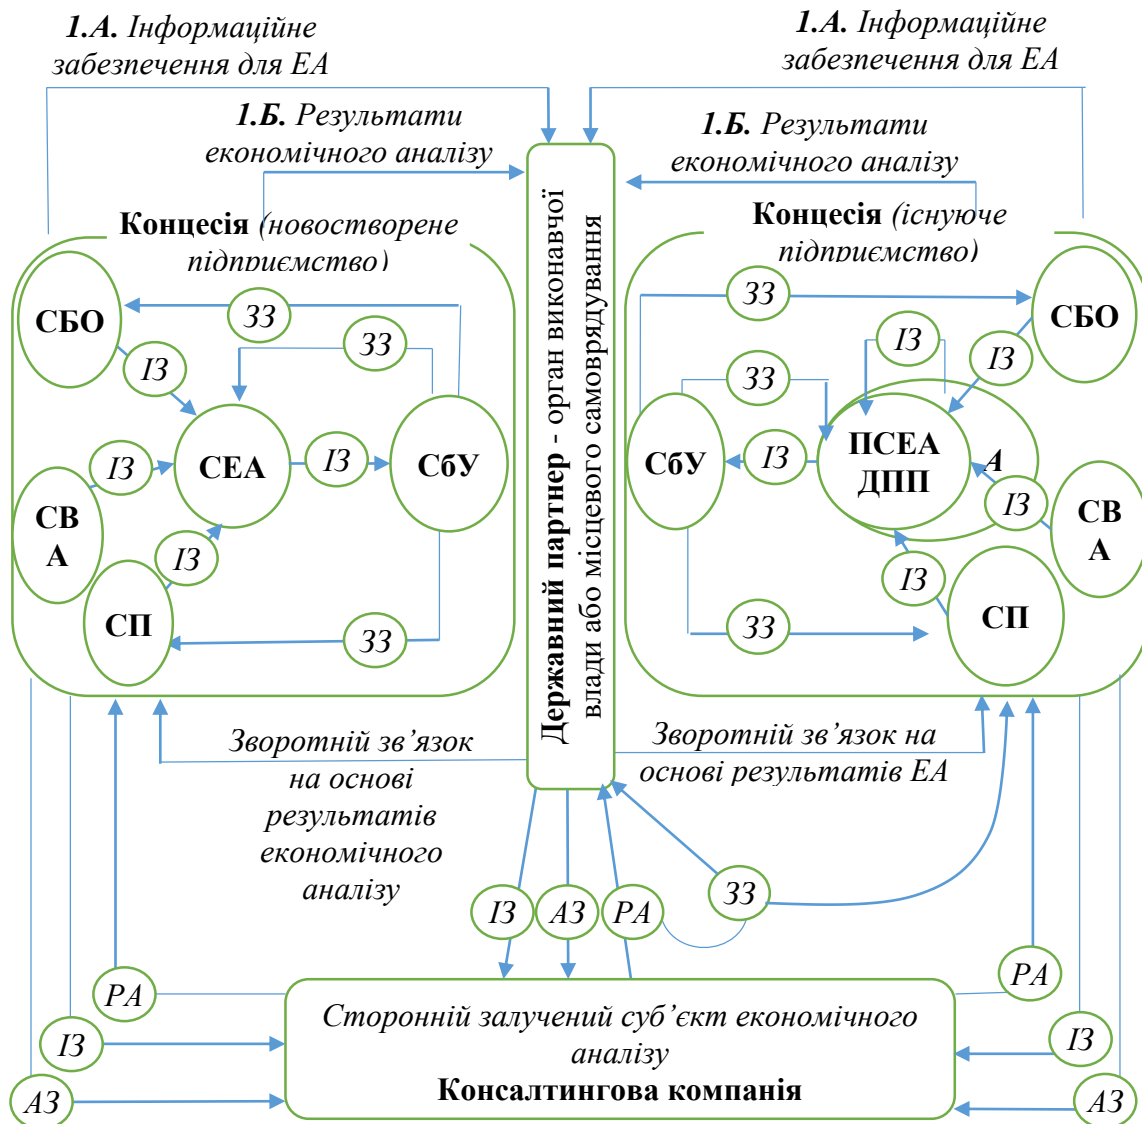 1.А. Інформаційне
забезпечення для ЕА
1.А. Інформаційне
забезпечення для ЕА
1.Б. Результати
економічного аналізу
1.Б. Результати
економічного аналізу
Концесія (новостворене
підприємство)
СБО
ЗЗ
ЗЗ
ІЗ
СЕА
ІЗ
ІЗ
СбУ
СВ
А
ІЗ
СП
ЗЗ
Державний партнер - орган виконавчої
влади або місцевого самоврядування
Концесія (існуюче
підприємство)
ЗЗ
СБО
ІЗ
ІЗ
ЗЗ
СбУ
ІЗ
ПСЕА
ДПП
А
ІЗ
СВ
А
ІЗ
СП
ЗЗ
Зворотній зв’язок
на основі
результатів
економічного
аналізу
Зворотній зв’язок на
основі результатів ЕА
ІЗ
АЗ
РА
ЗЗ
РА
ІЗ
АЗ
РА
ІЗ
АЗ
Сторонній залучений суб’єкт економічного
аналізу
Консалтингова компанія